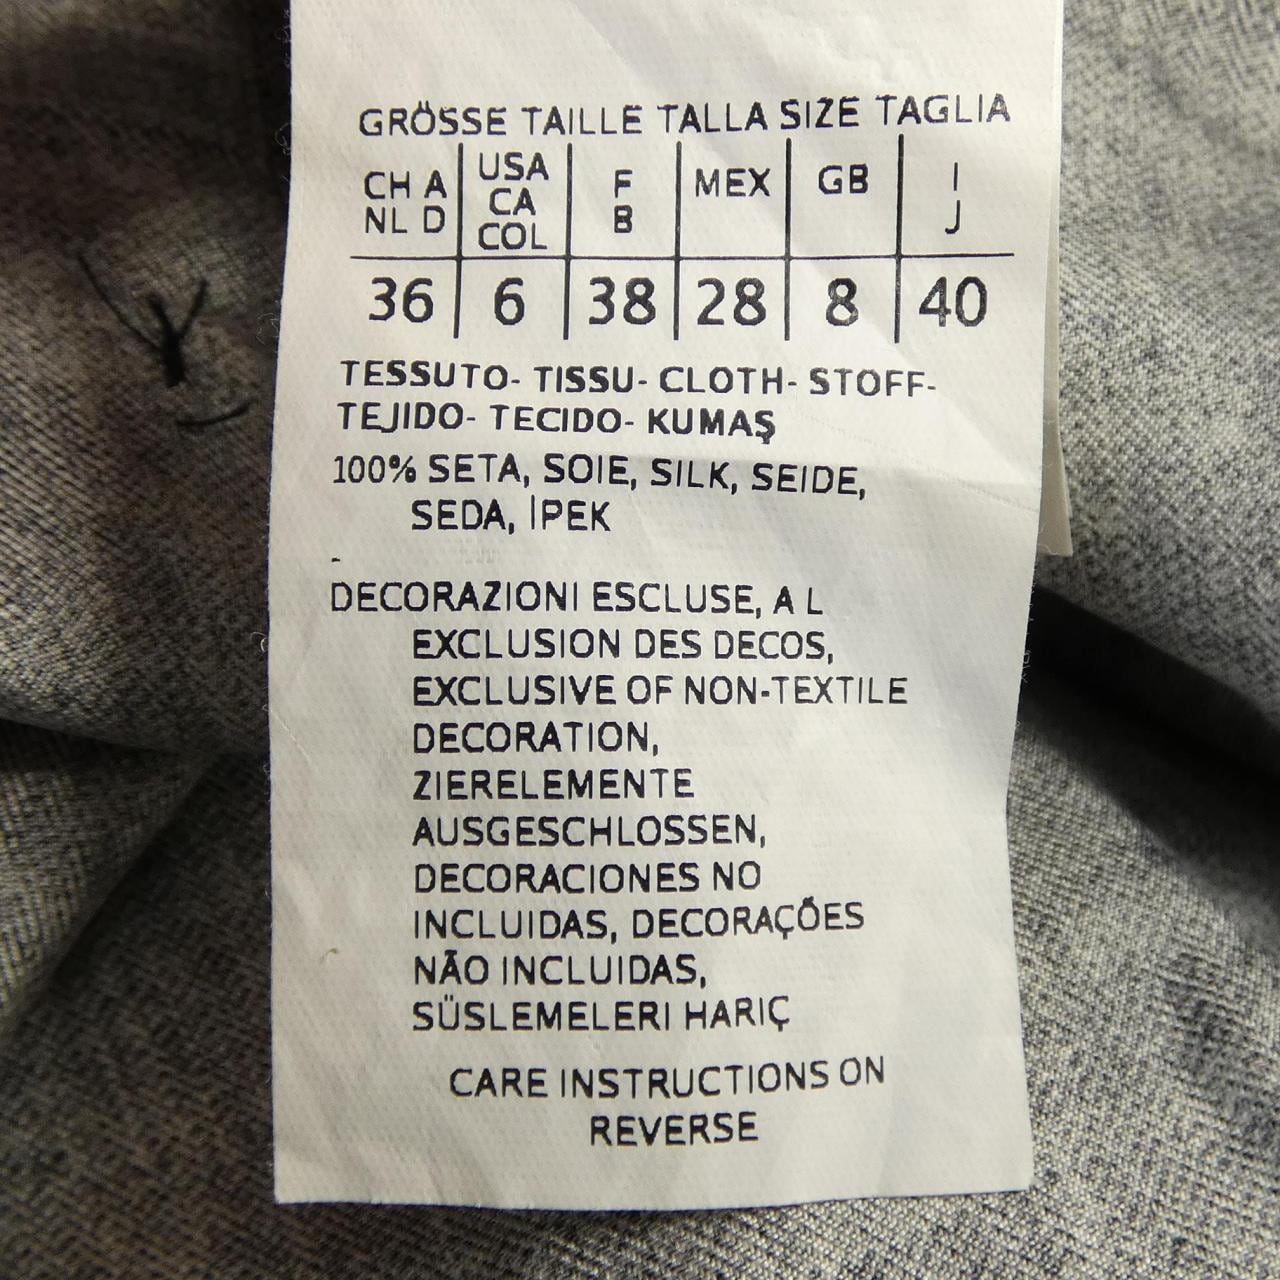 GRÖSSE TAILLE TALLA SIZE TAGLIA
CH A NL D | USA CA COL | F B | MEX | GB | I J
36 | 6 | 38 | 28 | 8 | 40
TESSUTO- TISSU- CLOTH- STOFF-
TEJIDO- TECIDO- KUMAŞ
100% SETA, SOIE, SILK, SEIDE,
SEDA, İPEK
-
DECORAZIONI ESCLUSE, A L
EXCLUSION DES DECOS,
EXCLUSIVE OF NON-TEXTILE
DECORATION,
ZIERELEMENTE
AUSGESCHLOSSEN,
DECORACIONES NO
INCLUIDAS, DECORAÇÕES
NÃO INCLUIDAS,
SÜSLEMELERI HARIÇ
CARE INSTRUCTIONS ON
REVERSE